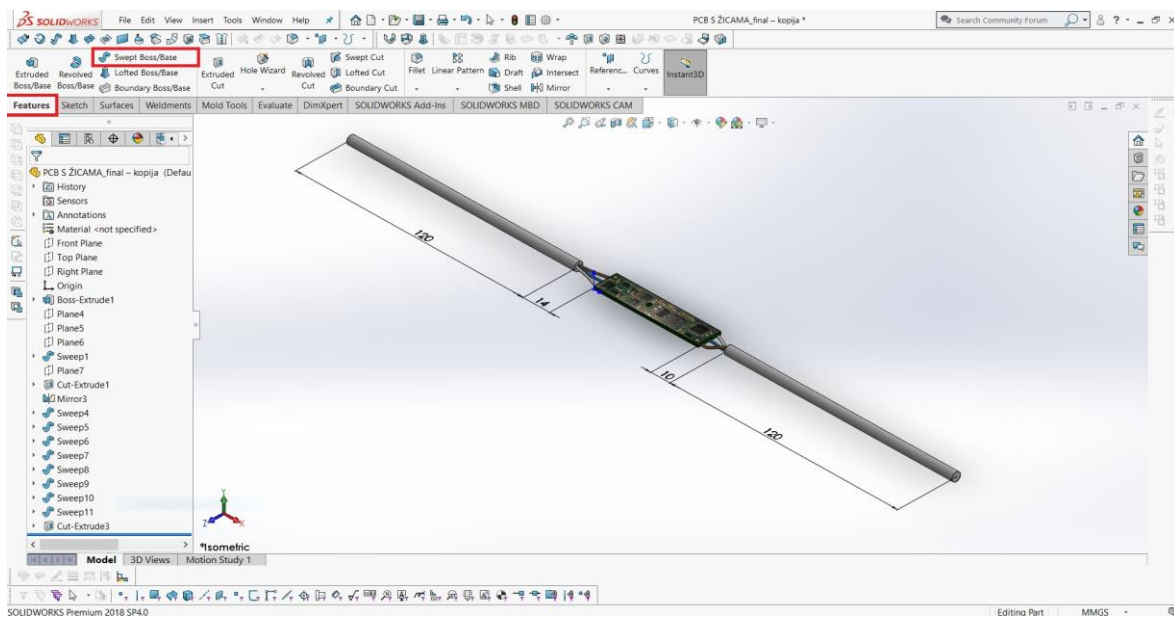 SOLIDWORKS File Edit View Insert Tools Window Help PCB S ŽICAMA_final – kopija * Search Community Forum
Swept Boss/Base Swept Cut Rib Wrap
Extruded Boss/Base Revolved Boss/Base Lofted Boss/Base Extruded Cut Hole Wizard Revolved Cut Lofted Cut Fillet Linear Pattern Draft Intersect Referenc... Curves Instant3D
Boundary Boss/Base Boundary Cut Shell Mirror
Features Sketch Surfaces Weldments Mold Tools Evaluate DimXpert SOLIDWORKS Add-Ins SOLIDWORKS MBD SOLIDWORKS CAM
PCB S ŽICAMA_final – kopija (Defau
History
Sensors
Annotations
Material <not specified>
Front Plane
Top Plane
Right Plane
Origin
Boss-Extrude1
Plane4
Plane5
Plane6
Sweep1
Plane7
Cut-Extrude1
Mirror3
Sweep4
Sweep5
Sweep6
Sweep7
Sweep8
Sweep9
Sweep10
Sweep11
Cut-Extrude3
120
14
10
120
Y
Z X
*Isometric
Model 3D Views Motion Study 1
SOLIDWORKS Premium 2018 SP4.0 Editing Part MMGS